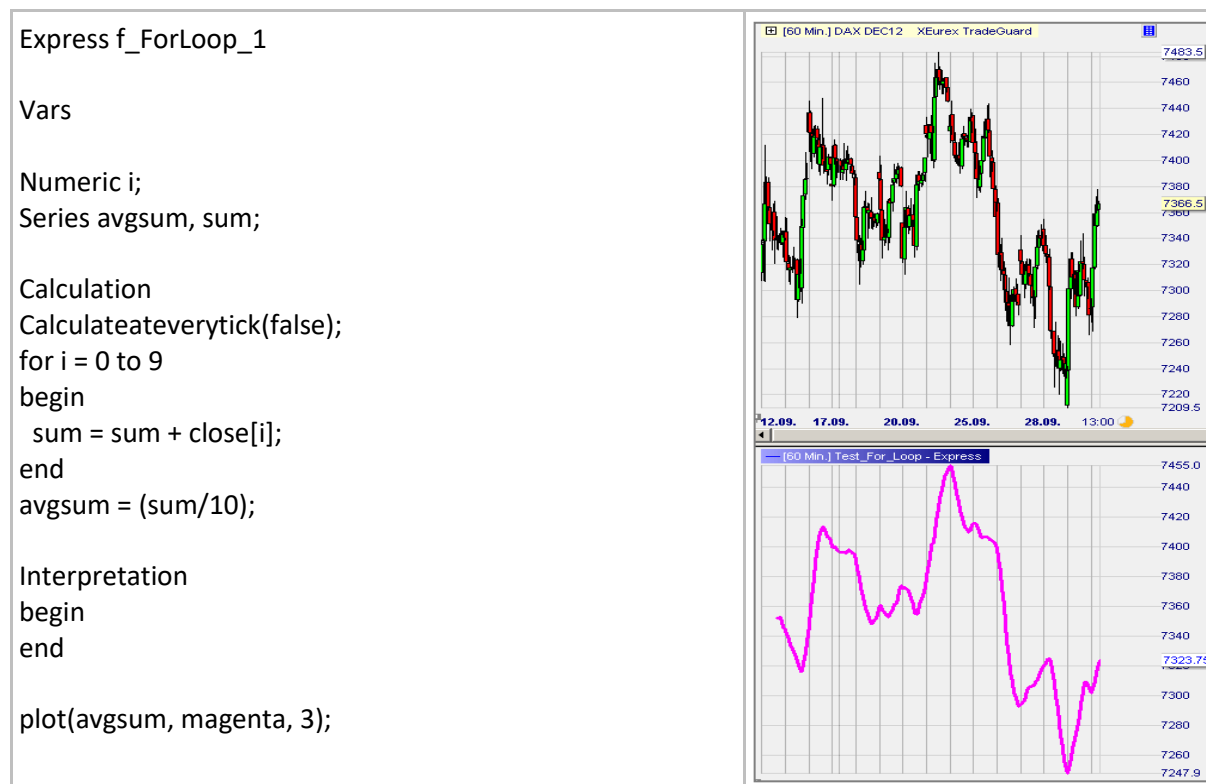 Express f_ForLoop_1
Vars
Numeric i;
Series avgsum, sum;
Calculation
Calculateateverytick(false);
for i = 0 to 9
begin
sum = sum + close[i];
end
avgsum = (sum/10);
Interpretation
begin
end
plot(avgsum, magenta, 3);
[60 Min.] DAX DEC12 XEurex TradeGuard
7483.5
7460
7440
7420
7400
7380
7366.5
7360
7340
7320
7300
7280
7260
7240
7220
7209.5
12.09. 17.09. 20.09. 25.09. 28.09. 13:00
[60 Min.] Test_For_Loop - Express
7455.0
7440
7420
7400
7380
7360
7340
7323.75
7300
7280
7260
7247.9